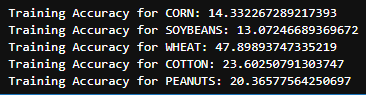 Training Accuracy for CORN: 14.332267289217393
Training Accuracy for SOYBEANS: 13.07246689369672
Training Accuracy for WHEAT: 47.89893747335219
Training Accuracy for COTTON: 23.60250791303747
Training Accuracy for PEANUTS: 20.36577564250697